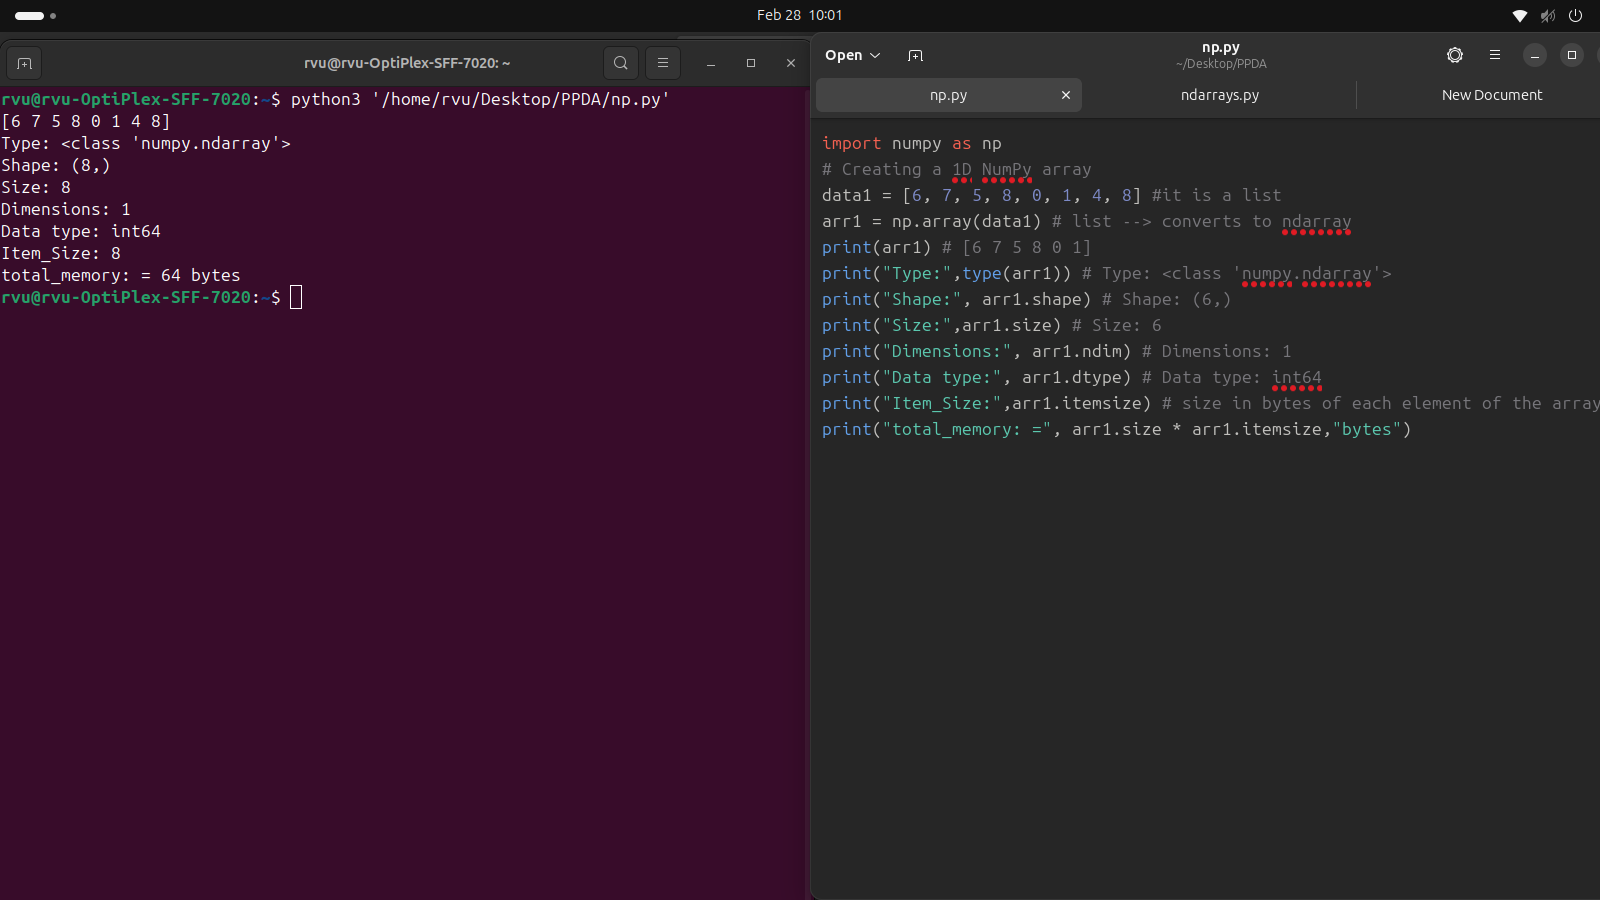 Feb 28 10:01
rvu@rvu-OptiPlex-SFF-7020: ~
rvu@rvu-OptiPlex-SFF-7020:~$ python3 '/home/rvu/Desktop/PPDA/np.py'
[6 7 5 8 0 1 4 8]
Type: <class 'numpy.ndarray'>
Shape: (8,)
Size: 8
Dimensions: 1
Data type: int64
Item_Size: 8
total_memory: = 64 bytes
rvu@rvu-OptiPlex-SFF-7020:~$
Open
np.py
~/Desktop/PPDA
np.py
ndarrays.py
New Document
import numpy as np
# Creating a 1D NumPy array
data1 = [6, 7, 5, 8, 0, 1, 4, 8] #it is a list
arr1 = np.array(data1) # list --> converts to ndarray
print(arr1) # [6 7 5 8 0 1]
print("Type:",type(arr1)) # Type: <class 'numpy.ndarray'>
print("Shape:", arr1.shape) # Shape: (6,)
print("Size:",arr1.size) # Size: 6
print("Dimensions:", arr1.ndim) # Dimensions: 1
print("Data type:", arr1.dtype) # Data type: int64
print("Item_Size:",arr1.itemsize) # size in bytes of each element of the array
print("total_memory: =", arr1.size * arr1.itemsize,"bytes")